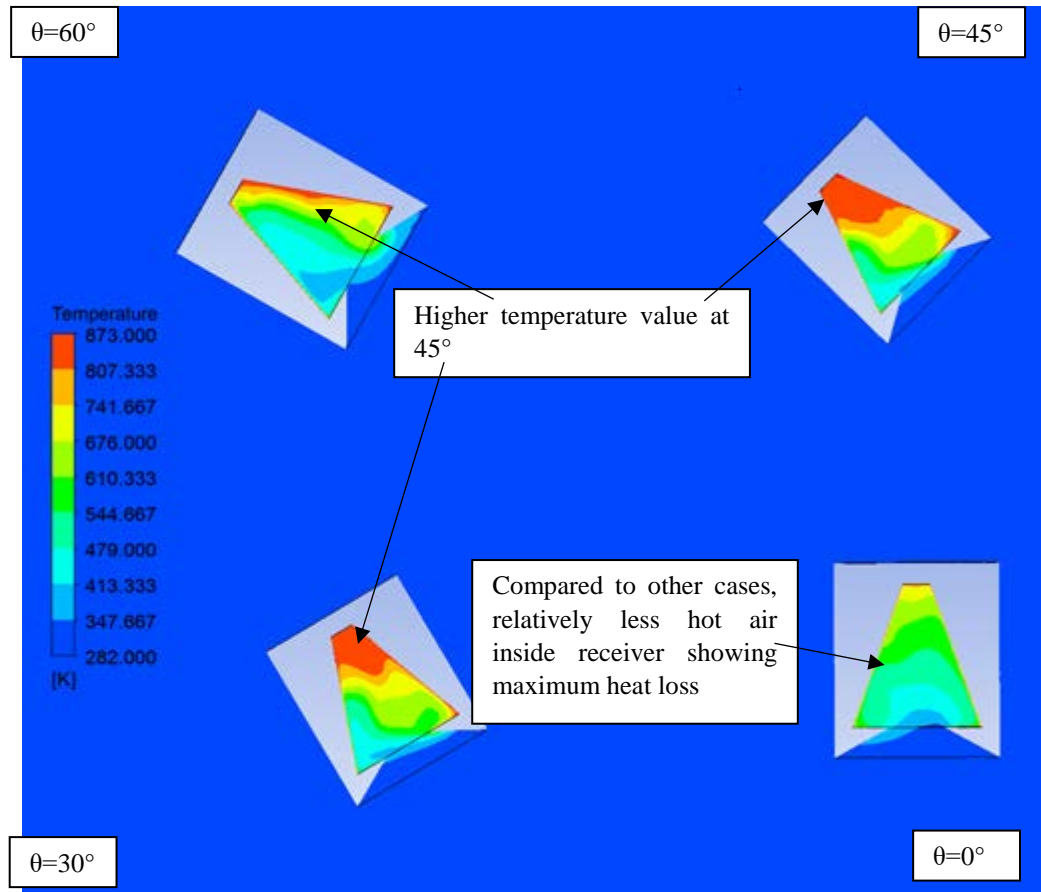 θ=60°
θ=45°
Higher temperature value at
45°
Temperature
873.000
807.333
741.667
676.000
610.333
544.667
479.000
413.333
347.667
282.000
[K]
Compared to other cases,
relatively less hot air
inside receiver showing
maximum heat loss
θ=30°
θ=0°